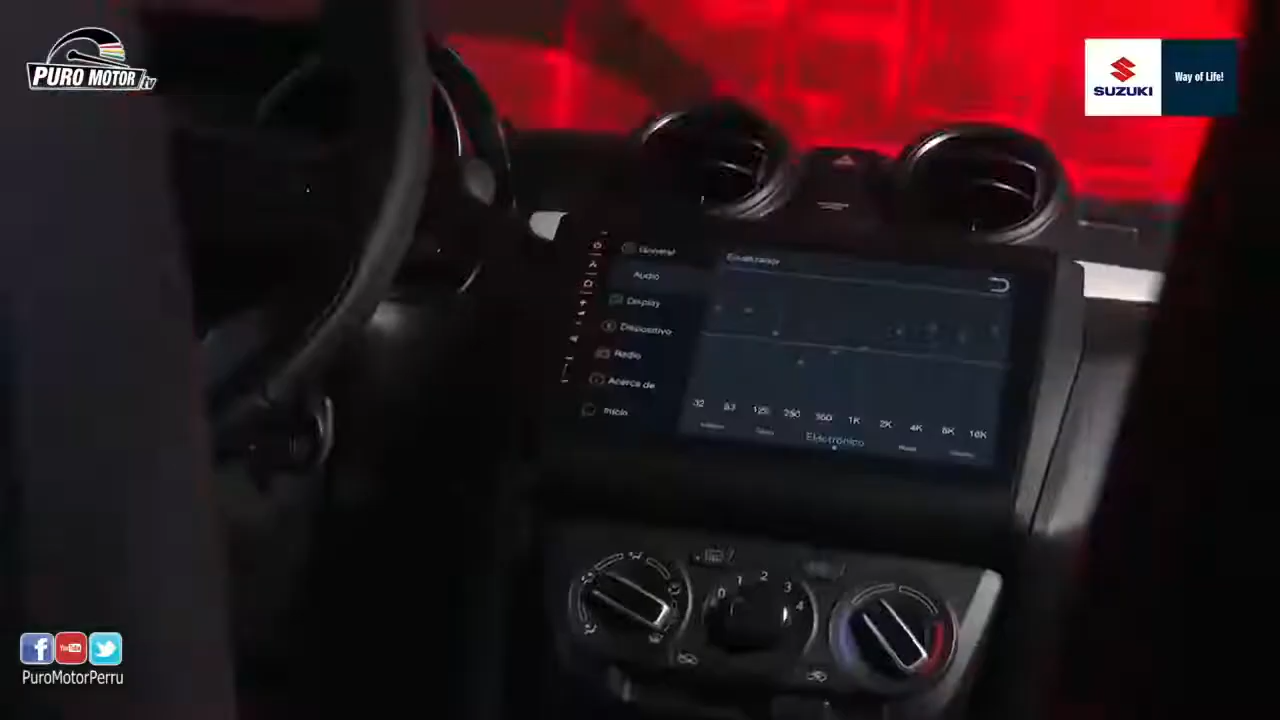 PURO MOTOR tv
SUZUKI
Way of Life!
General
Audio
Display
Dispositivo
Radio
Acerca de
Inicio
Ecualizador
32 63 125 250 500 1K 2K 4K 8K 16K
Electrónico
0 1 2 3 4
YouTube
PuroMotorPerru